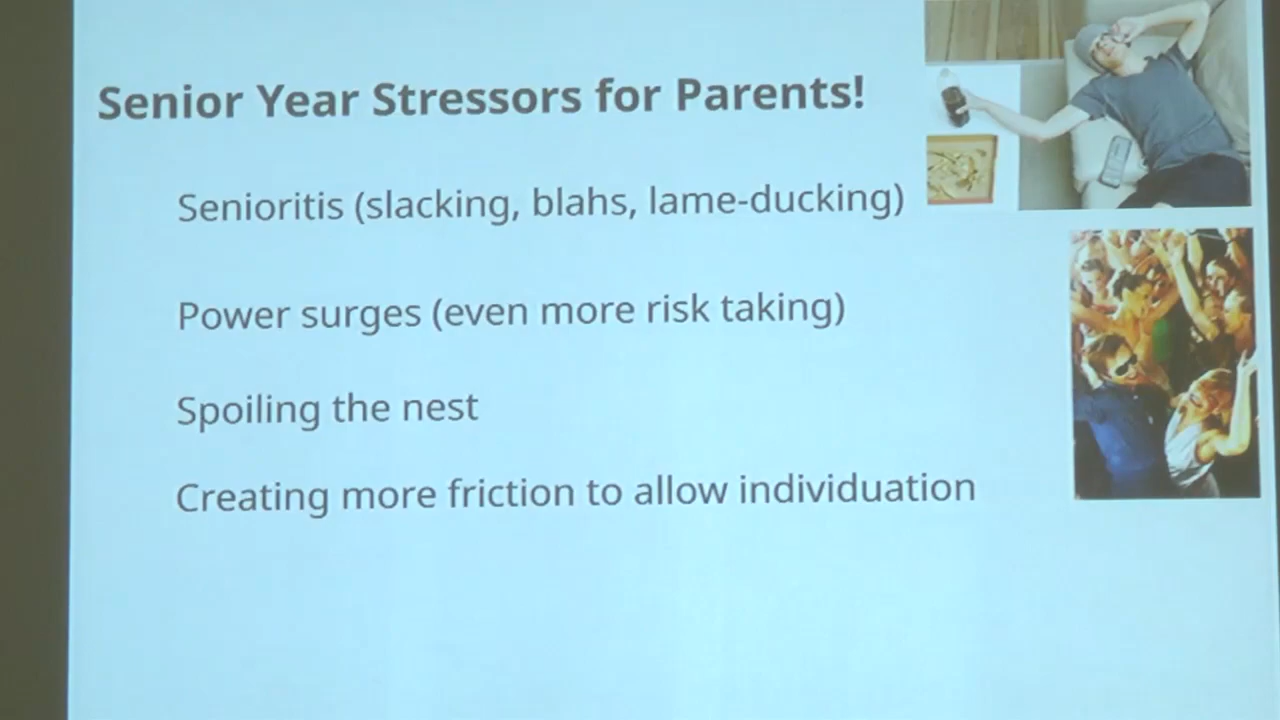 Senior Year Stressors for Parents!
Senioritis (slacking, blahs, lame-ducking)
Power surges (even more risk taking)
Spoiling the nest
Creating more friction to allow individuation